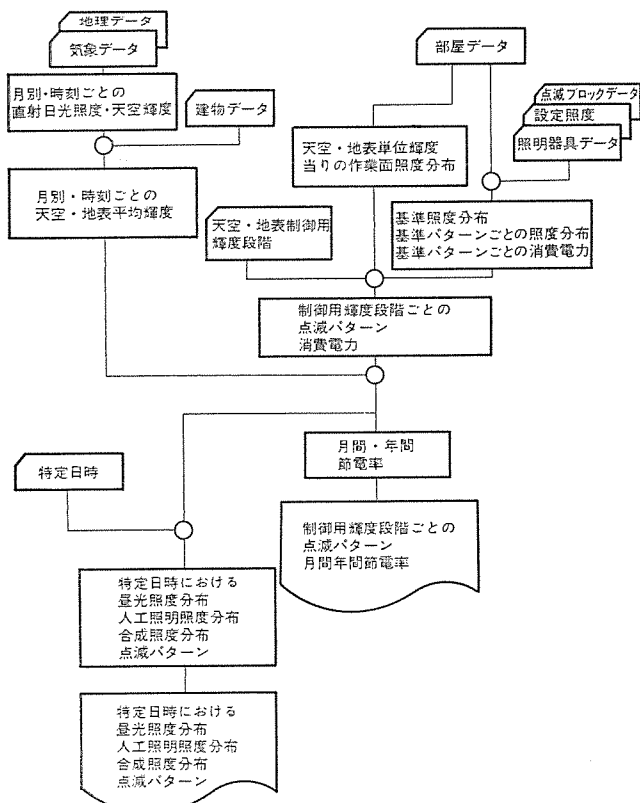 地理データ
気象データ
部屋データ
月別・時刻ごとの
直射日光照度・天空輝度
建物データ
点滅ブロックデータ
設定照度
照明器具データ
天空・地表単位輝度
当りの作業面照度分布
月別・時刻ごとの
天空・地表平均輝度
天空・地表制御用
輝度段階
基準照度分布
基準パターンごとの照度分布
基準パターンごとの消費電力
制御用輝度段階ごとの
点滅パターン
消費電力
月間・年間
節電率
特定日時
制御用輝度段階ごとの
点滅パターン
月間年間節電率
特定日時における
昼光照度分布
人工照明照度分布
合成照度分布
点滅パターン
特定日時における
昼光照度分布
人工照明照度分布
合成照度分布
点滅パターン